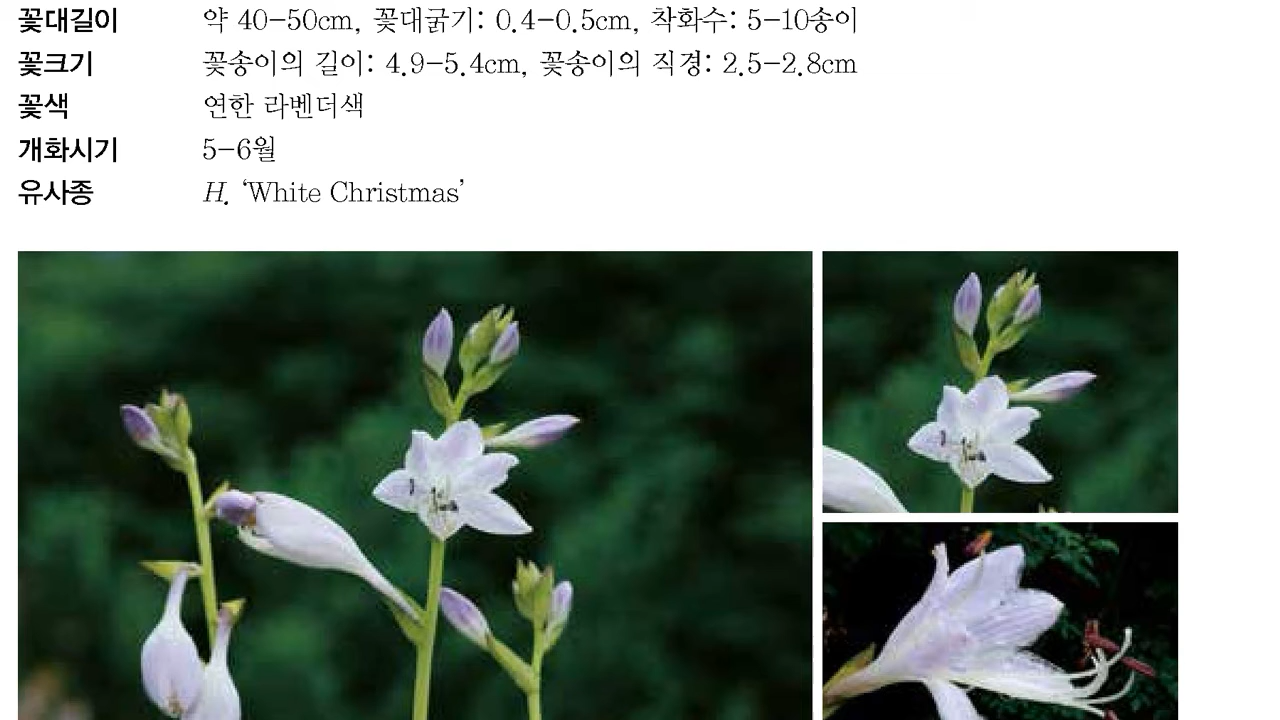 꽃대길이 약 40-50cm, 꽃대굵기: 0.4-0.5cm, 착화수: 5-10송이
꽃크기 꽃송이의 길이: 4.9-5.4cm, 꽃송이의 직경: 2.5-2.8cm
꽃색 연한 라벤더색
개화시기 5-6월
유사종 H. ‘White Christmas’